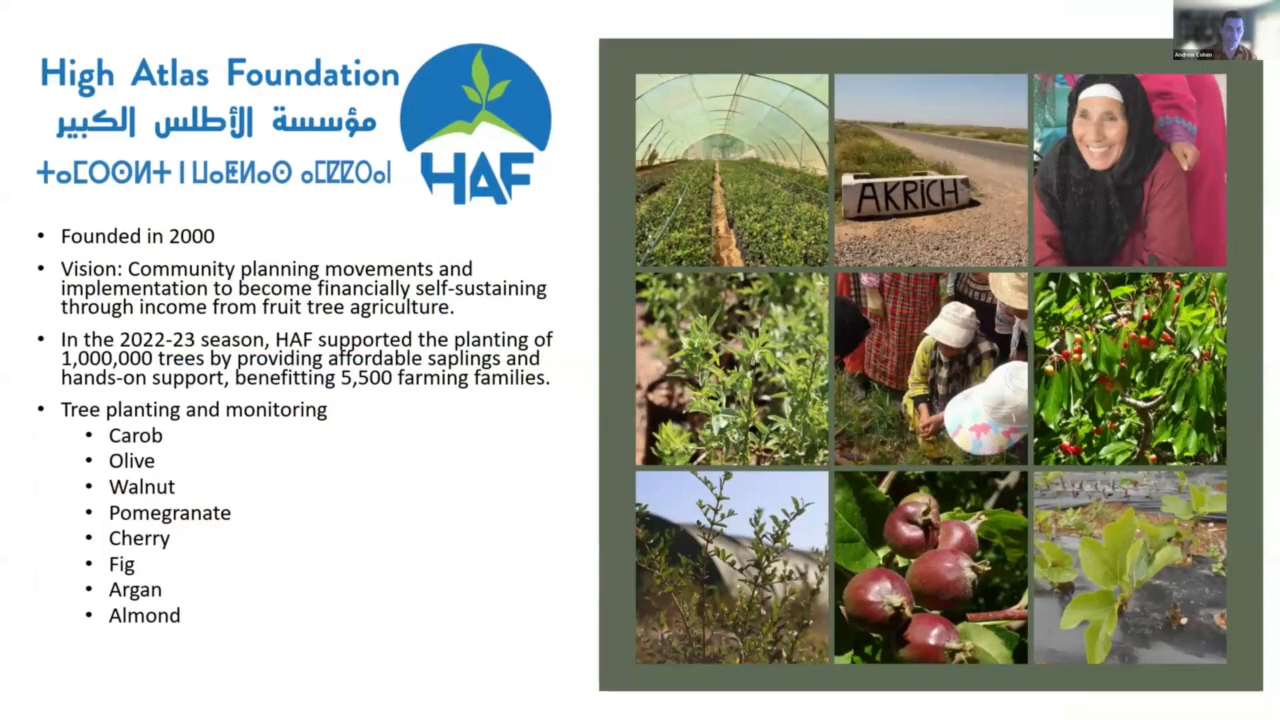 High Atlas Foundation
مؤسسة الأطلس الكبير
ⵜⴰⵎⵙⵙⵍⵜ ⵏ ⵡⴰⵟⵍⴰⵙ ⴰⵎⵇⵇⵔⴰⵏ
HAF
• Founded in 2000
• Vision: Community planning movements and
implementation to become financially self-sustaining
through income from fruit tree agriculture.
• In the 2022-23 season, HAF supported the planting of
1,000,000 trees by providing affordable saplings and
hands-on support, benefitting 5,500 farming families.
• Tree planting and monitoring
• Carob
• Olive
• Walnut
• Pomegranate
• Cherry
• Fig
• Argan
• Almond
AKRICH
Andrew Cohen